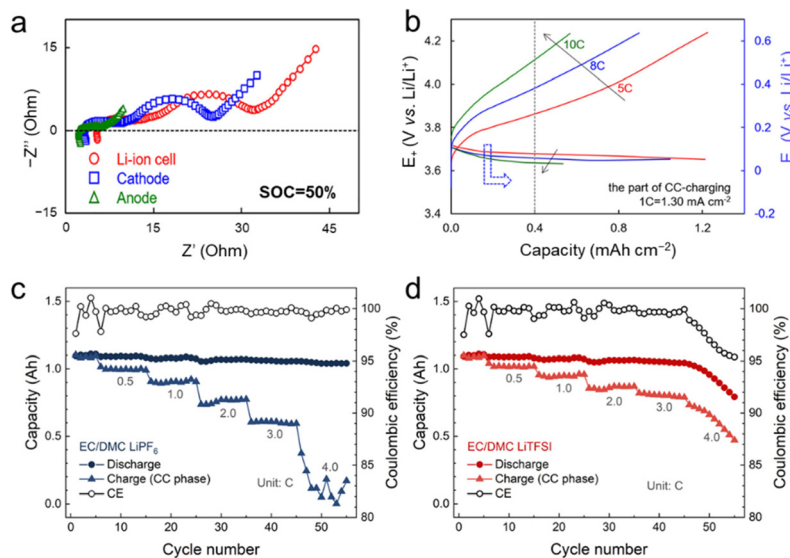 a
15
0
−15
0
15
30
45
−Z'' (Ohm)
Z' (Ohm)
Li-ion cell
Cathode
Anode
SOC=50%
b
4.2
4.0
3.8
3.6
3.4
0.0
0.4
0.8
1.2
0.6
0.4
0.2
0
-0.2
E₊ (V vs. Li/Li⁺)
(V vs. Li/Li⁺)
10C
8C
5C
the part of CC-charging
1C=1.30 mA cm⁻²
Capacity (mAh cm⁻²)
c
1.5
1.0
0.5
0.0
0
10
20
30
40
50
100
95
90
85
80
Capacity (Ah)
Coulombic efficiency (%)
0.5
1.0
2.0
3.0
4.0
EC/DMC LiPF₆
Discharge
Charge (CC phase)
CE
Unit: C
Cycle number
d
1.5
1.0
0.5
0.0
0
10
20
30
40
50
100
95
90
85
80
Capacity (Ah)
Coulombic efficiency (%)
0.5
1.0
2.0
3.0
4.0
EC/DMC LiTFSI
Discharge
Charge (CC phase)
CE
Unit: C
Cycle number